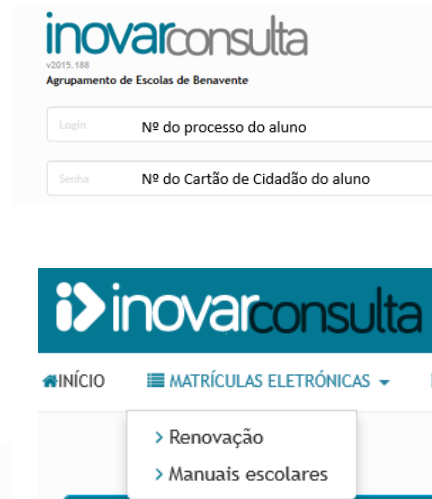 inovarconsulta
v2015.188
Agrupamento de Escolas de Benavente
Login Nº do processo do aluno
Senha Nº do Cartão de Cidadão do aluno
inovarconsulta
INÍCIO MATRÍCULAS ELETRÓNICAS
> Renovação
> Manuais escolares